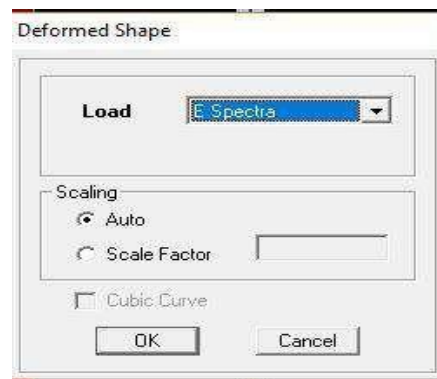 Deformed Shape
Load E Spectra
Scaling
Auto
Scale Factor
Cubic Curve
OK Cancel